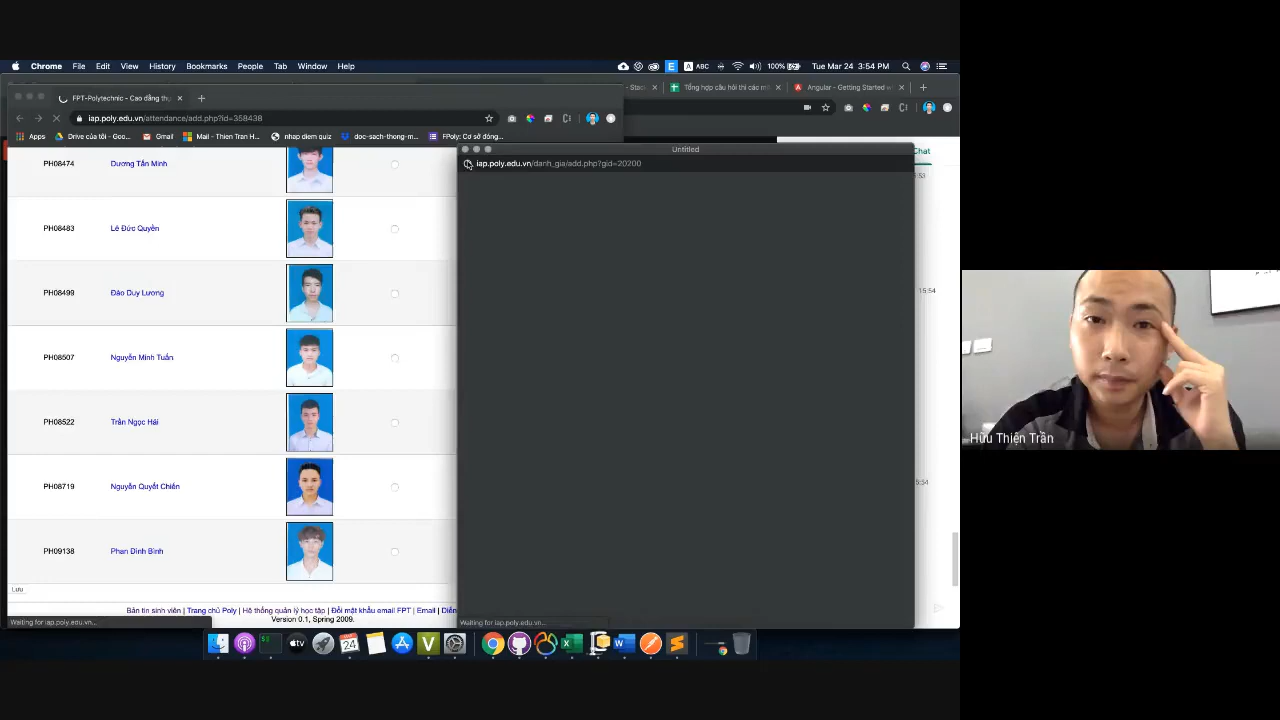 Chrome File Edit View History Bookmarks People Tab Window Help
E A ABC 100% Tue Mar 24 3:54 PM
FPT-Polytechnic - Cao đẳng thự
Tổng hợp câu hỏi thi các m
Angular - Getting Started w
iap.poly.edu.vn/attendance/add.php?id=358438
Apps Drive của tôi - Goo... Gmail Mail - Thien Tran H... nhap diem quiz doc-sach-thong-m... FPoly: Cơ sở đóng...
Untitled
iap.poly.edu.vn/danh_gia/add.php?gid=20200
Chat
PH08474 Dương Tấn Minh
PH08483 Lê Đức Quyền
PH08499 Đào Duy Lương
15:54
PH08507 Nguyễn Minh Tuấn
PH08522 Trần Ngọc Hải
PH08719 Nguyễn Quyết Chiến
PH09138 Phan Đình Bình
Lưu
Bản tin sinh viên | Trang chủ Poly | Hệ thống quản lý học tập | Đổi mật khẩu email FPT | Email | Diễn
Version 0.1, Spring 2009.
Waiting for iap.poly.edu.vn...
Waiting for iap.poly.edu.vn...
Hữu Thiện Trần